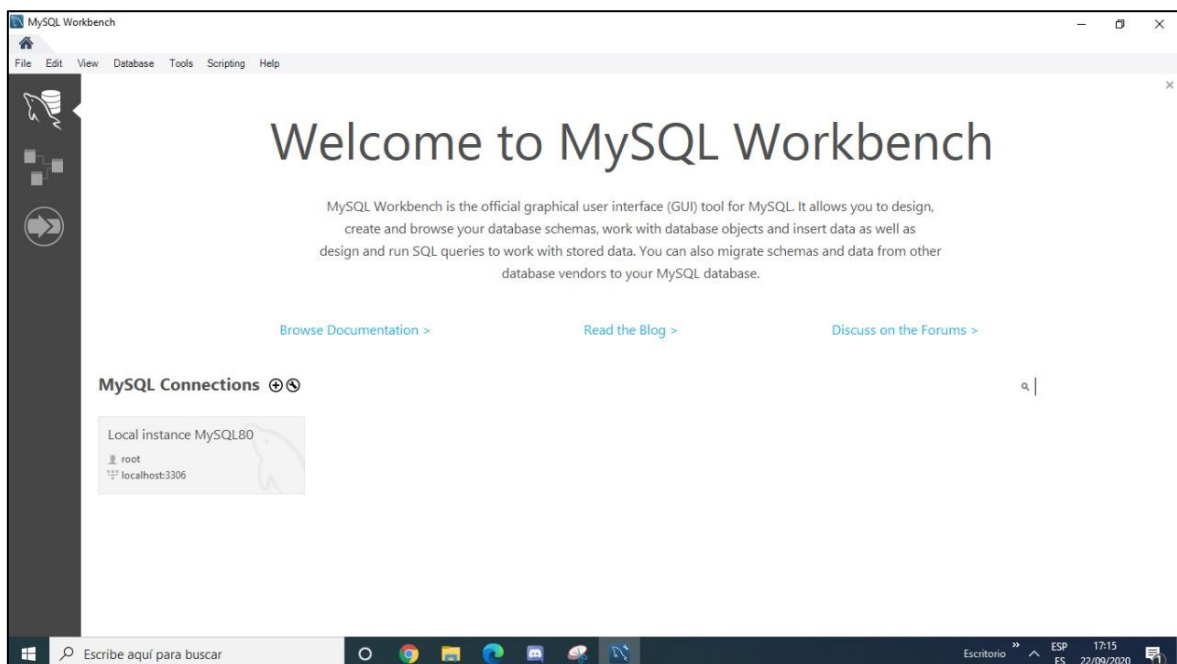 MySQL Workbench
File Edit View Database Tools Scripting Help
Welcome to MySQL Workbench
MySQL Workbench is the official graphical user interface (GUI) tool for MySQL. It allows you to design,
create and browse your database schemas, work with database objects and insert data as well as
design and run SQL queries to work with stored data. You can also migrate schemas and data from other
database vendors to your MySQL database.
Browse Documentation > Read the Blog > Discuss on the Forums >
MySQL Connections
Local instance MySQL80
root
localhost:3306
Escribe aquí para buscar
Escritorio
ESP
ES
17:15
22/09/2020